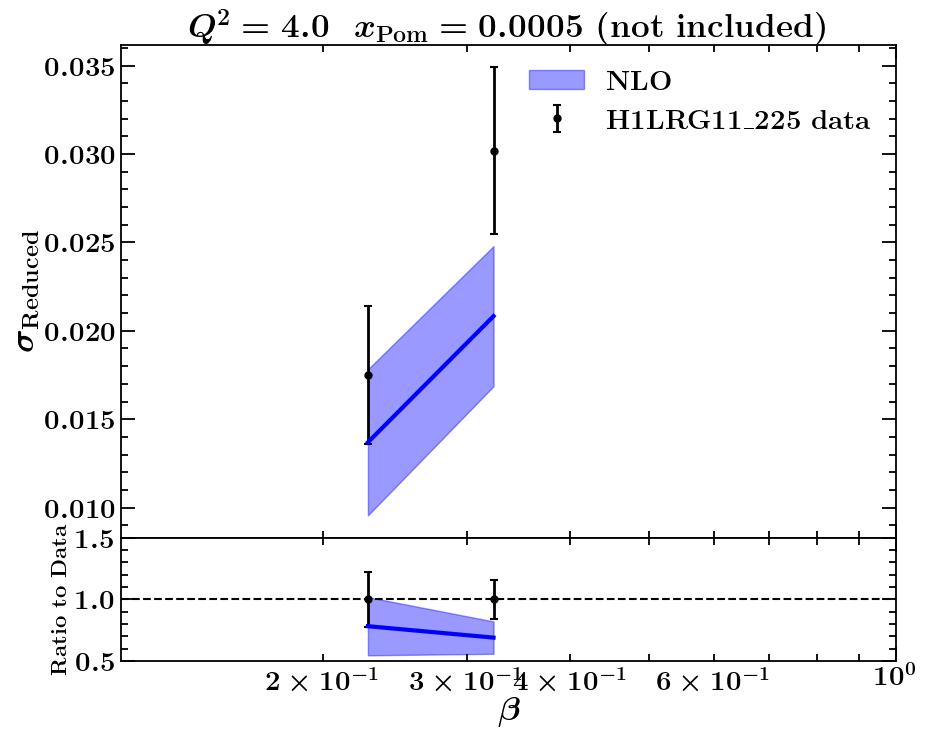 Q² = 4.0 x_Pom = 0.0005 (not included)
NLO
H1LRG11_225 data
σ_Reduced
0.035
0.030
0.025
0.020
0.015
0.010
Ratio to Data
1.5
1.0
0.5
2 × 10⁻¹ 3 × 10⁻¹ 4 × 10⁻¹ 6 × 10⁻¹ 10⁰
β